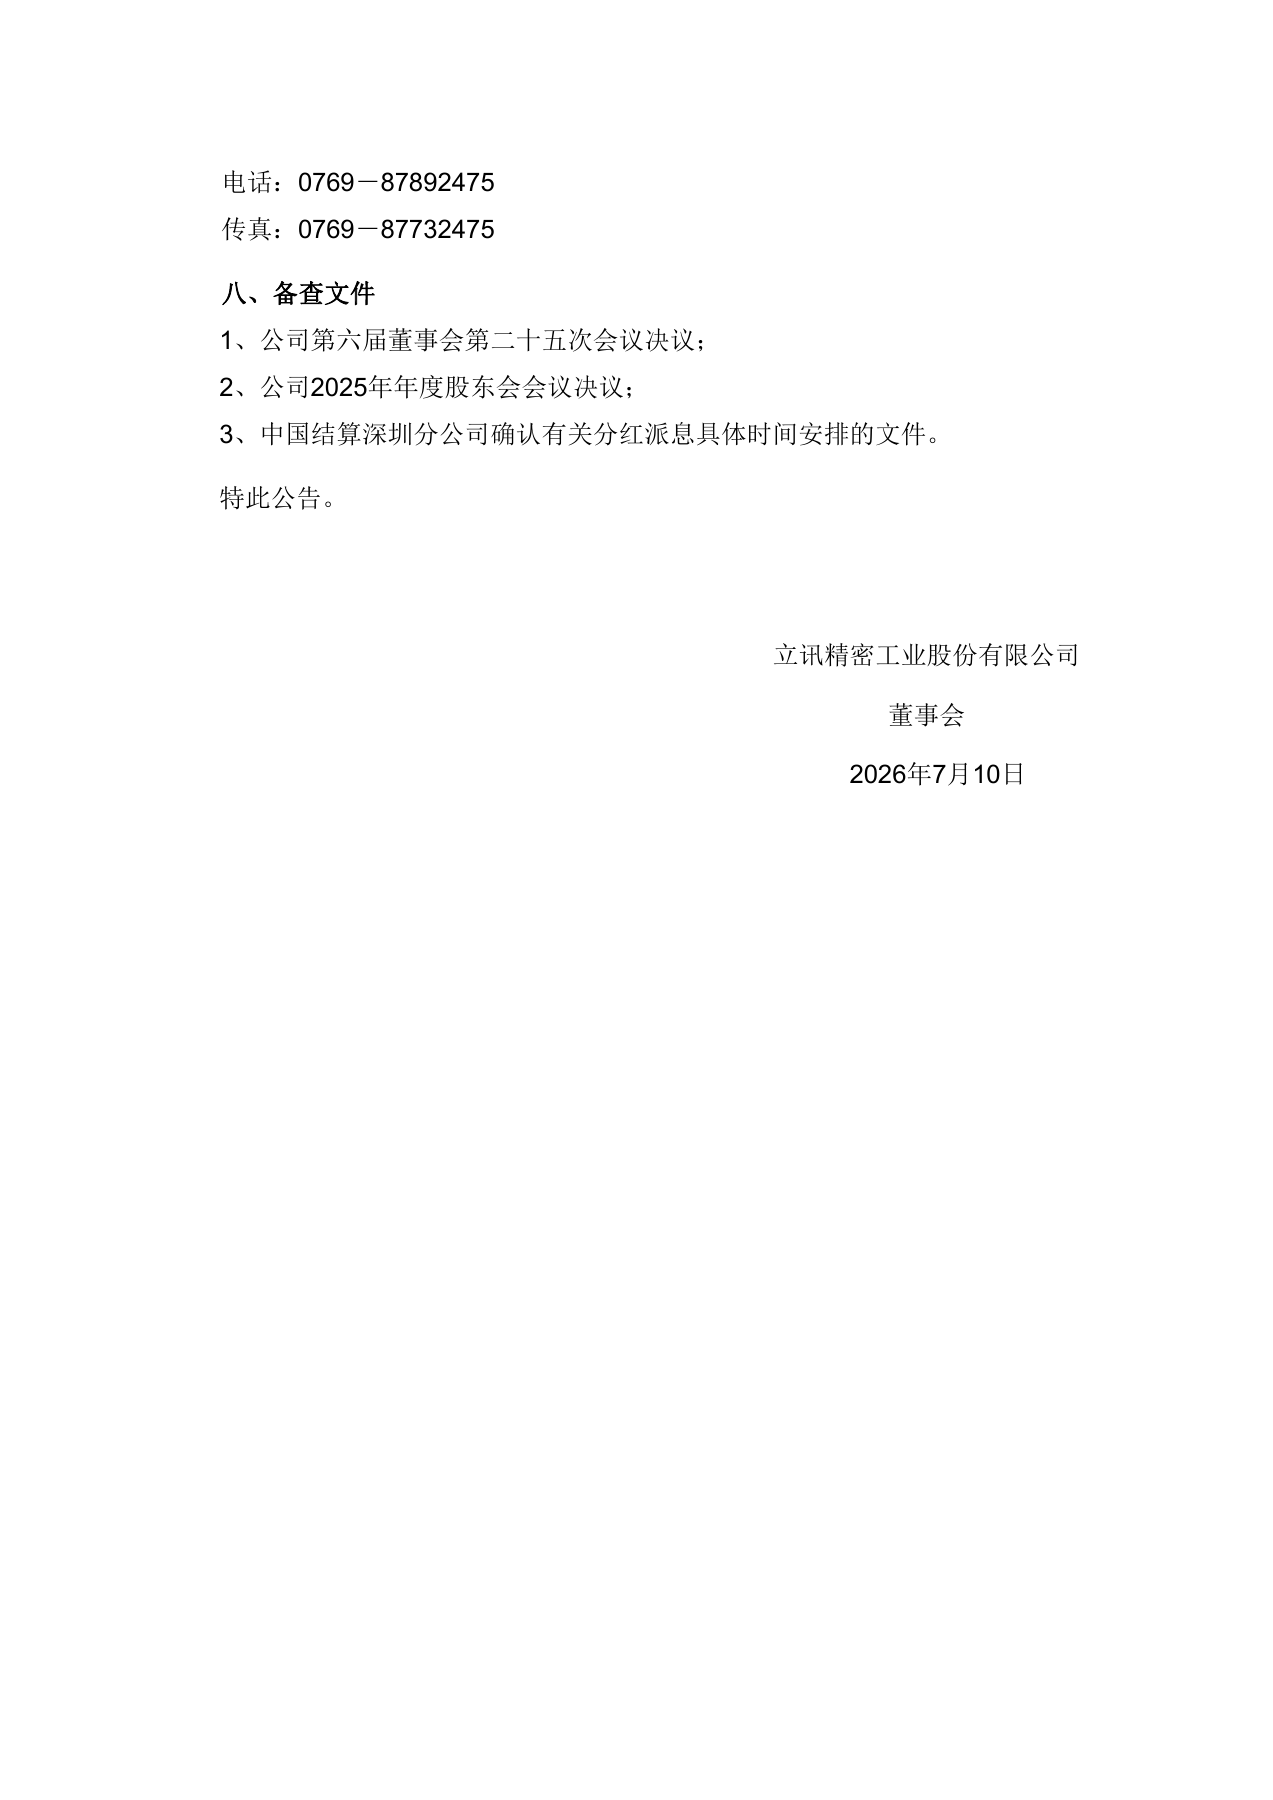 电话：0769－87892475
传真：0769－87732475
八、备查文件
1、公司第六届董事会第二十五次会议决议；
2、公司2025年年度股东会会议决议；
3、中国结算深圳分公司确认有关分红派息具体时间安排的文件。
特此公告。
立讯精密工业股份有限公司
董事会
2026年7月10日